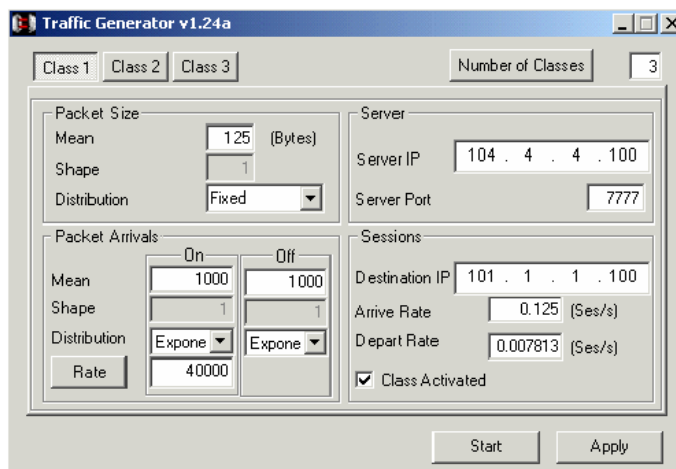 Traffic Generator v1.24a
Class 1 Class 2 Class 3 Number of Classes 3
Packet Size
Mean 125 (Bytes)
Shape 1
Distribution Fixed
Server
Server IP 104 . 4 . 4 . 100
Server Port 7777
Packet Arrivals
On Off
Mean 1000 1000
Shape 1 1
Distribution Expone Expone
Rate 40000
Sessions
Destination IP 101 . 1 . 1 . 100
Arrive Rate 0.125 (Ses/s)
Depart Rate 0.007813 (Ses/s)
Class Activated
Start Apply